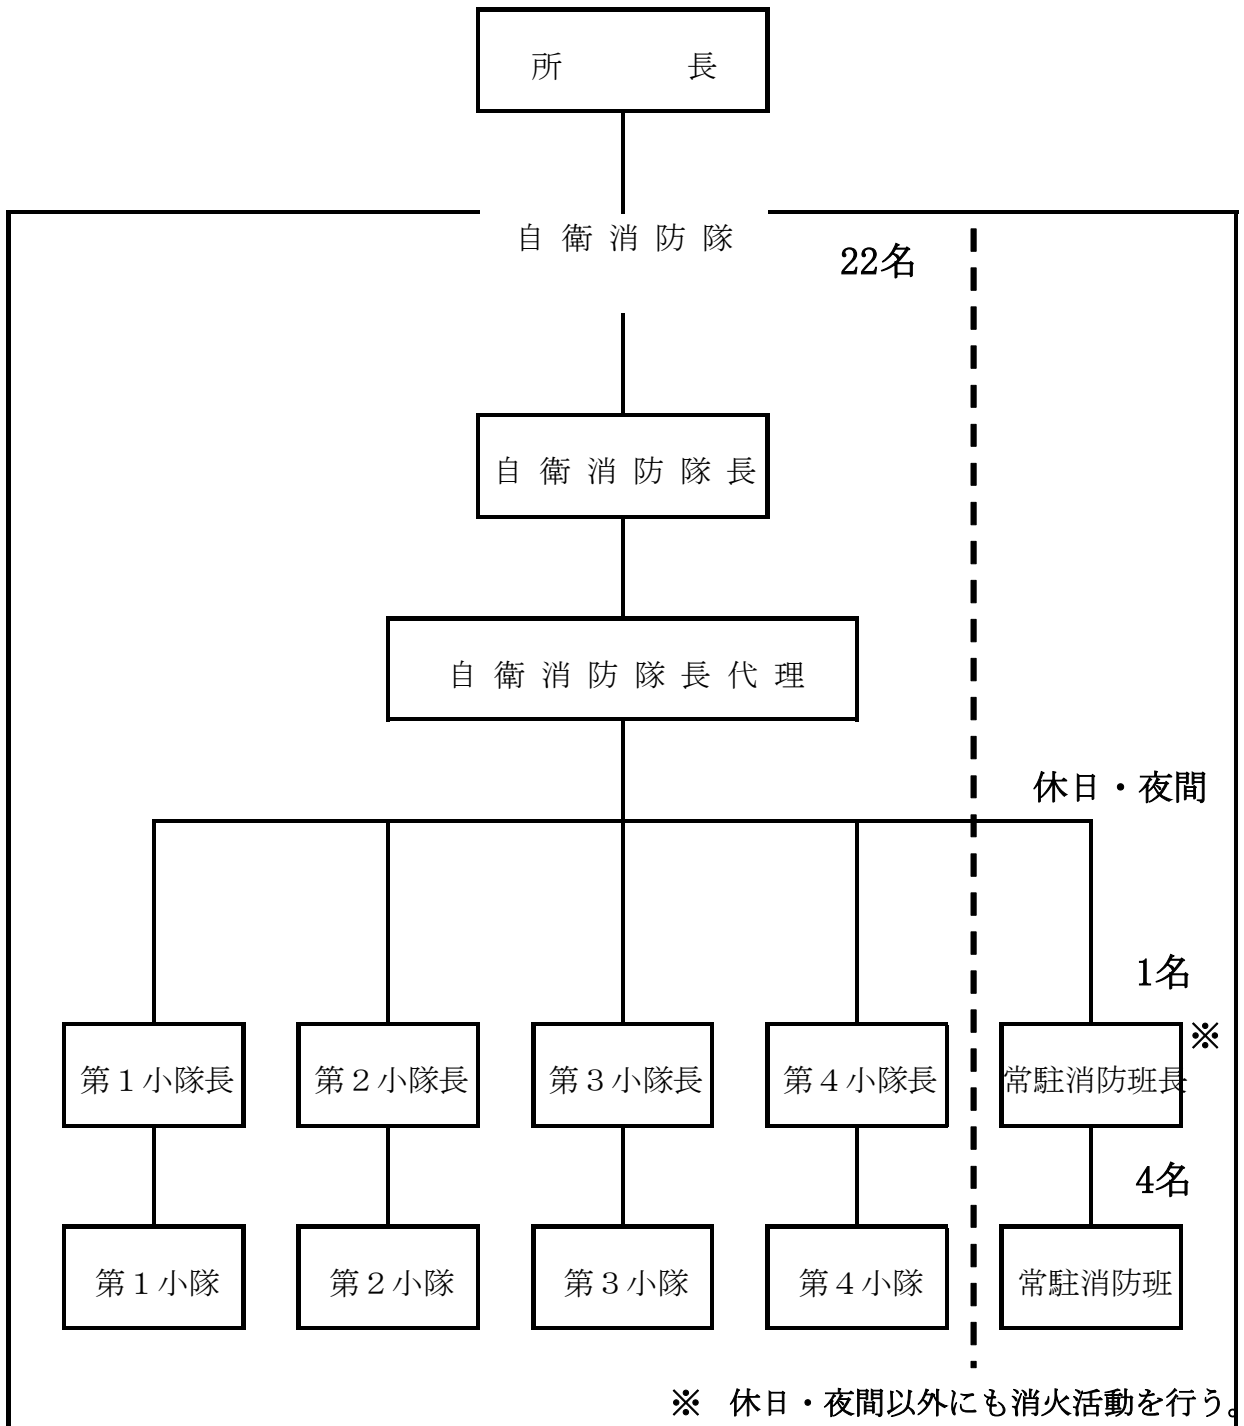 所　　　長
自 衛 消 防 隊
22名
自 衛 消 防 隊 長
自 衛 消 防 隊 長 代 理
休日・夜間
1名
※
第１小隊長
第２小隊長
第３小隊長
第４小隊長
常駐消防班長
4名
第１小隊
第２小隊
第３小隊
第４小隊
常駐消防班
※　休日・夜間以外にも消火活動を行う。